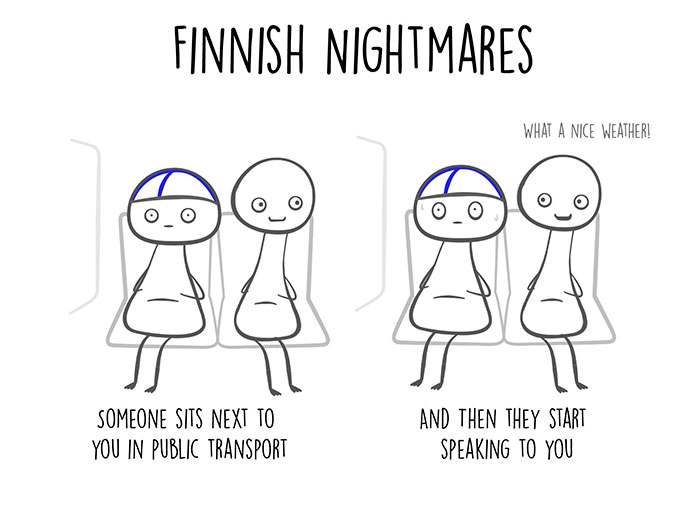 FINNISH NIGHTMARES
WHAT A NICE WEATHER!
SOMEONE SITS NEXT TO
YOU IN PUBLIC TRANSPORT
AND THEN THEY START
SPEAKING TO YOU